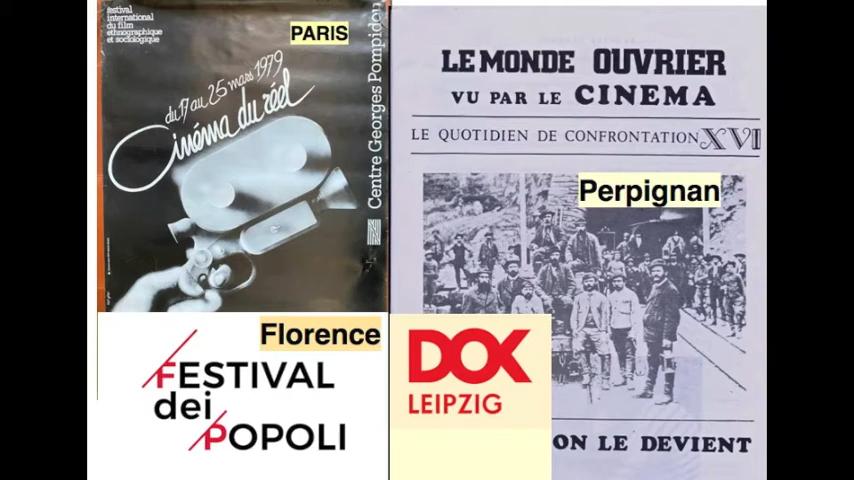 festival
international
du film
ethnographique
et sociologique
PARIS
du 17 au 25 mars 1979
Cinéma du réel
Centre Georges Pompidou
LE MONDE OUVRIER
VU PAR LE CINEMA
LE QUOTIDIEN DE CONFRONTATION XVI
Perpignan
ON LE DEVIENT
Florence
FESTIVAL
dei
POPOLI
DOK
LEIPZIG